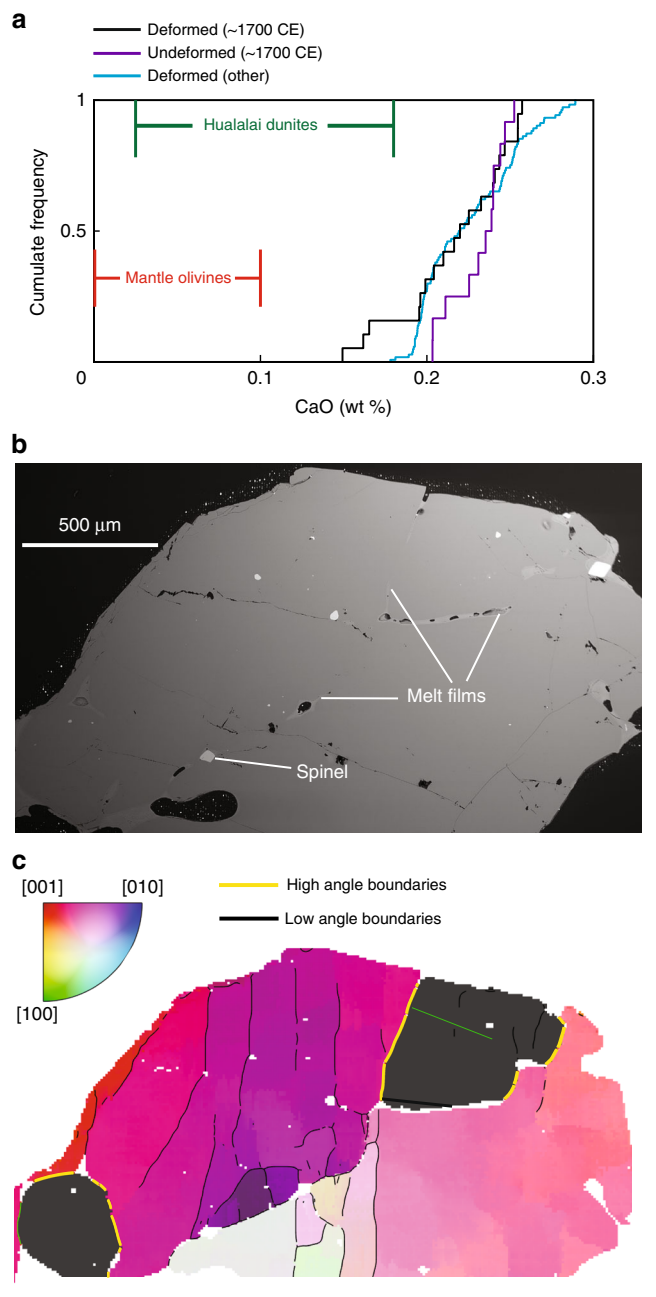 a
Deformed (~1700 CE)
Undeformed (~1700 CE)
Deformed (other)
1
Hualalai dunites
0.5
Mantle olivines
Cumulate frequency
0 0.1 0.2 0.3
CaO (wt %)
b
500 μm
Melt films
Spinel
c
[001] [010]
[100]
High angle boundaries
Low angle boundaries